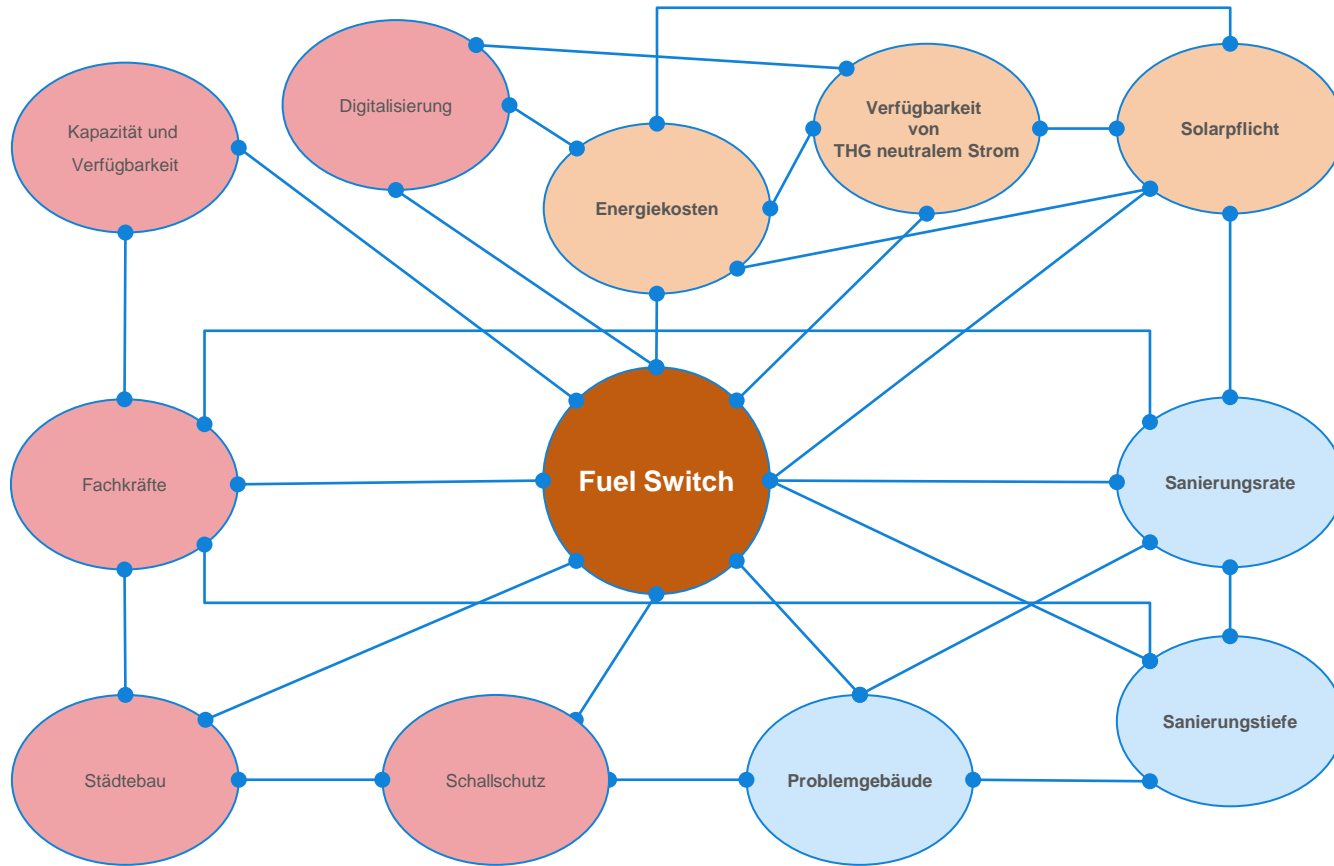 Kapazität und
Verfügbarkeit
Digitalisierung
Energiekosten
Verfügbarkeit
von
THG neutralem Strom
Solarpflicht
Fachkräfte
Fuel Switch
Sanierungsrate
Städtebau
Schallschutz
Problemgebäude
Sanierungstiefe